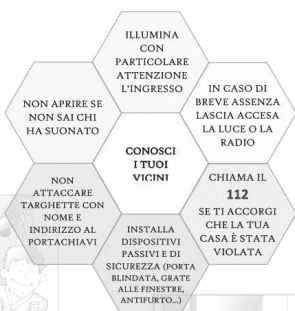 ILLUMINA
CON
PARTICOLARE
ATTENZIONE
L'INGRESSO
NON APRIRE SE
NON SAI CHI
HA SUONATO
IN CASO DI
BREVE ASSENZA
LASCIA ACCESA
LA LUCE O LA
RADIO
CONOSCI
I TUOI
VICINI
NON
ATTACCARE
TARGHETTE CON
NOME E
INDIRIZZO AL
PORTACHIAVI
CHIAMA IL
112
SE TI ACCORGI
CHE LA TUA
CASA È STATA
VIOLATA
INSTALLA
DISPOSITIVI
PASSIVI E DI
SICUREZZA (PORTA
BLINDATA, GRATE
ALLE FINESTRE,
ANTIFURTO...)